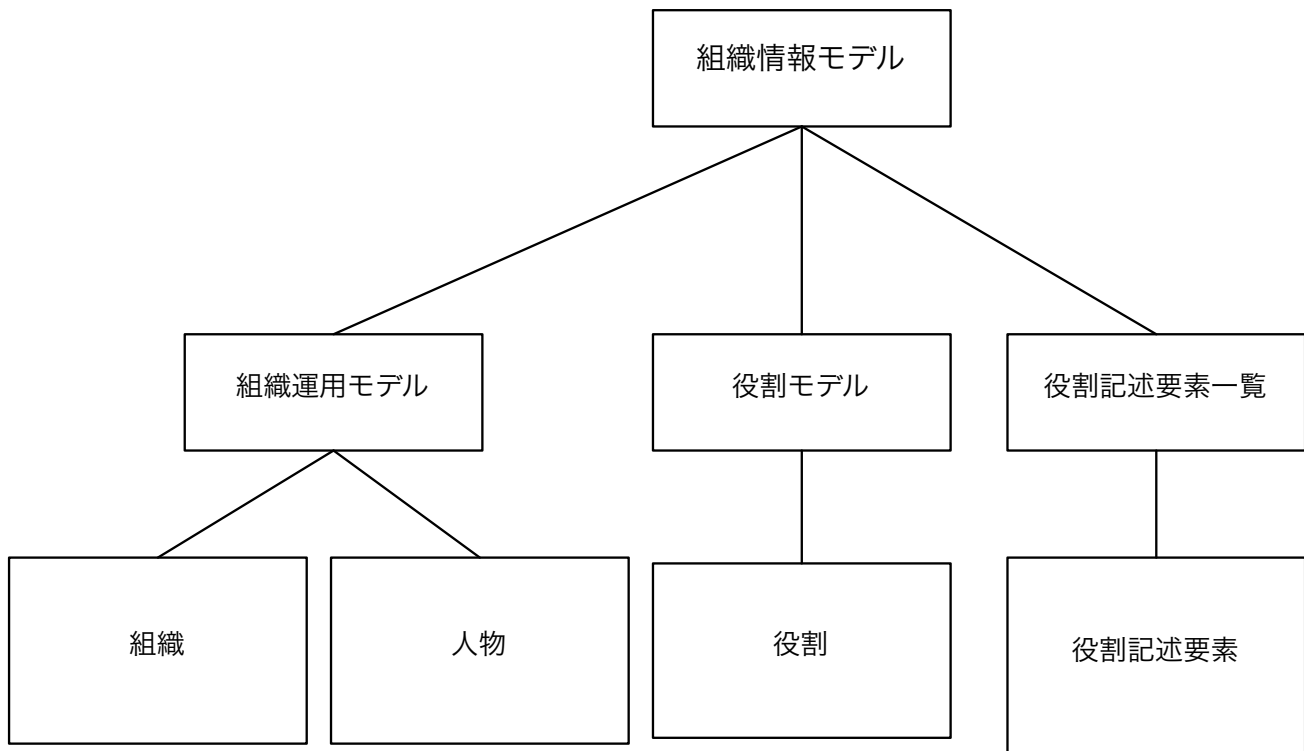 組織情報モデル
組織運用モデル
役割モデル
役割記述要素一覧
組織
人物
役割
役割記述要素